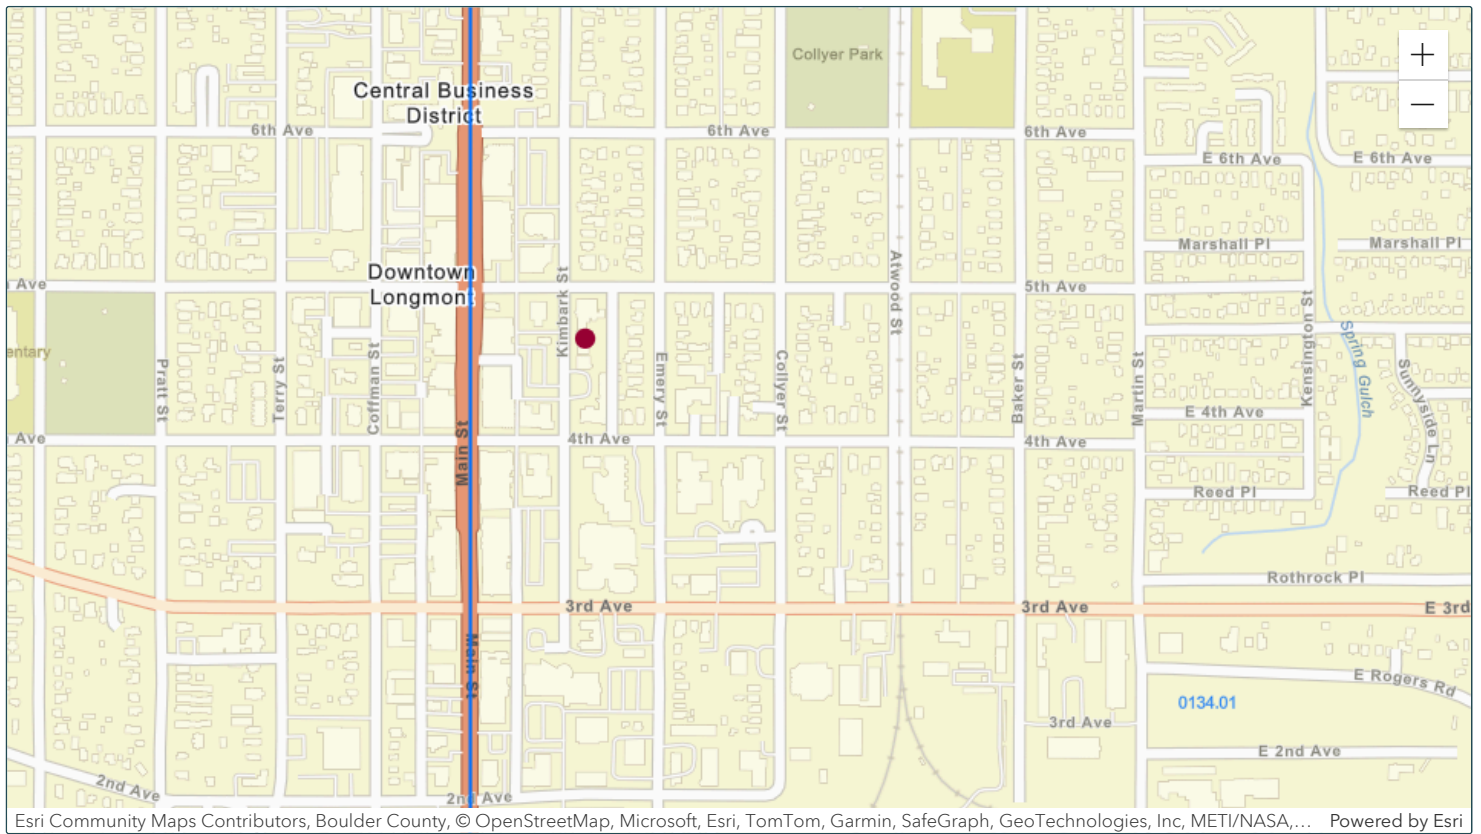 Collyer Park
+
Central Business
District
−
6th Ave
6th Ave
6th Ave
E 6th Ave
E 6th Ave
Marshall Pl
Marshall Pl
Downtown
Longmont
Ave
5th Ave
Kimbark St
Atwood St
Kensington St
Spring Gulch
entary
Pratt St
Terry St
Coffman St
Emery St
Collyer St
Baker St
Martin St
Sunnyside Ln
E 4th Ave
Ave
Main St
4th Ave
4th Ave
Reed Pl
Reed Pl
Rothrock Pl
3rd Ave
3rd Ave
E 3rd
Main St
E Rogers Rd
0134.01
3rd Ave
E 2nd Ave
2nd Ave
2nd Ave
Esri Community Maps Contributors, Boulder County, © OpenStreetMap, Microsoft, Esri, TomTom, Garmin, SafeGraph, GeoTechnologies, Inc, METI/NASA,... Powered by Esri